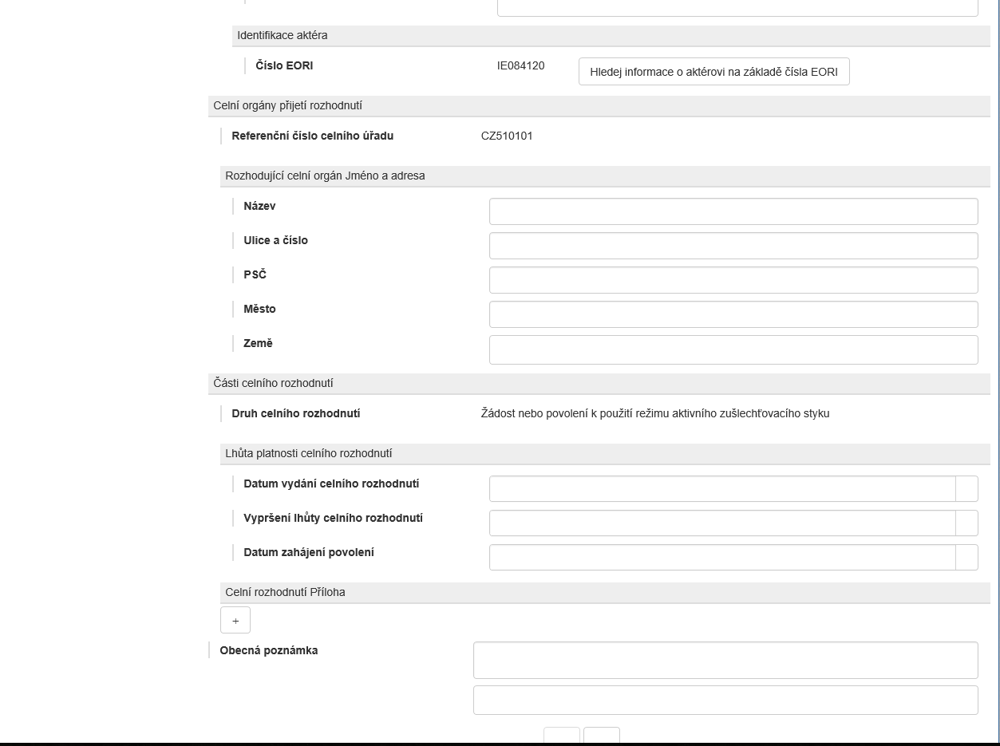 Identifikace aktéra
Číslo EORI IE084120 Hledej informace o aktérovi na základě čísla EORI
Celní orgány přijetí rozhodnutí
Referenční číslo celního úřadu CZ510101
Rozhodující celní orgán Jméno a adresa
Název
Ulice a číslo
PSČ
Město
Země
Části celního rozhodnutí
Druh celního rozhodnutí Žádost nebo povolení k použití režimu aktivního zušlechťovacího styku
Lhůta platnosti celního rozhodnutí
Datum vydání celního rozhodnutí
Vypršení lhůty celního rozhodnutí
Datum zahájení povolení
Celní rozhodnutí Příloha
+
Obecná poznámka